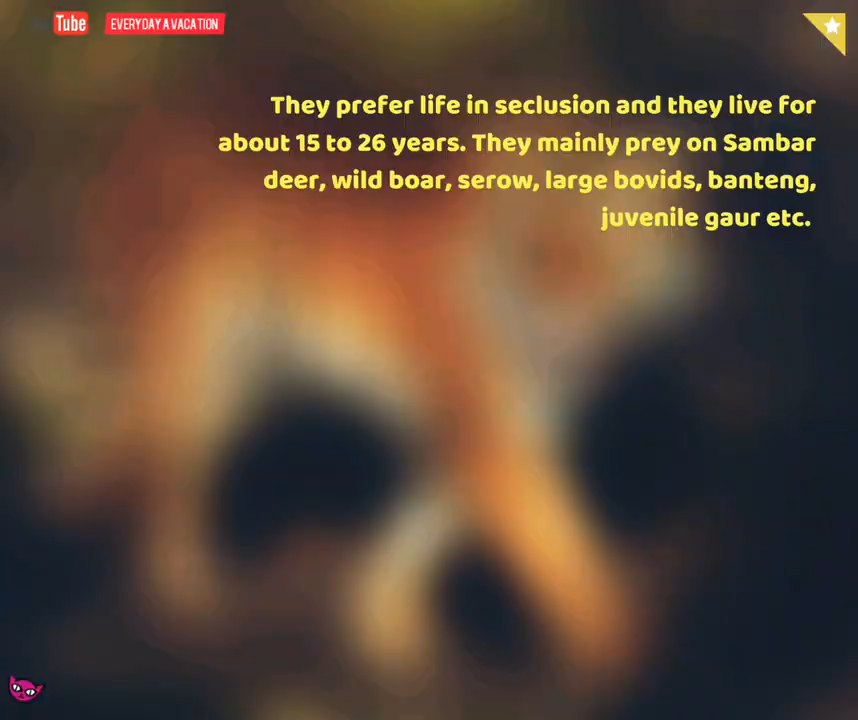 Tube
EVERYDAY A VACATION
They prefer life in seclusion and they live for
about 15 to 26 years. They mainly prey on Sambar
deer, wild boar, serow, large bovids, banteng,
juvenile gaur etc.